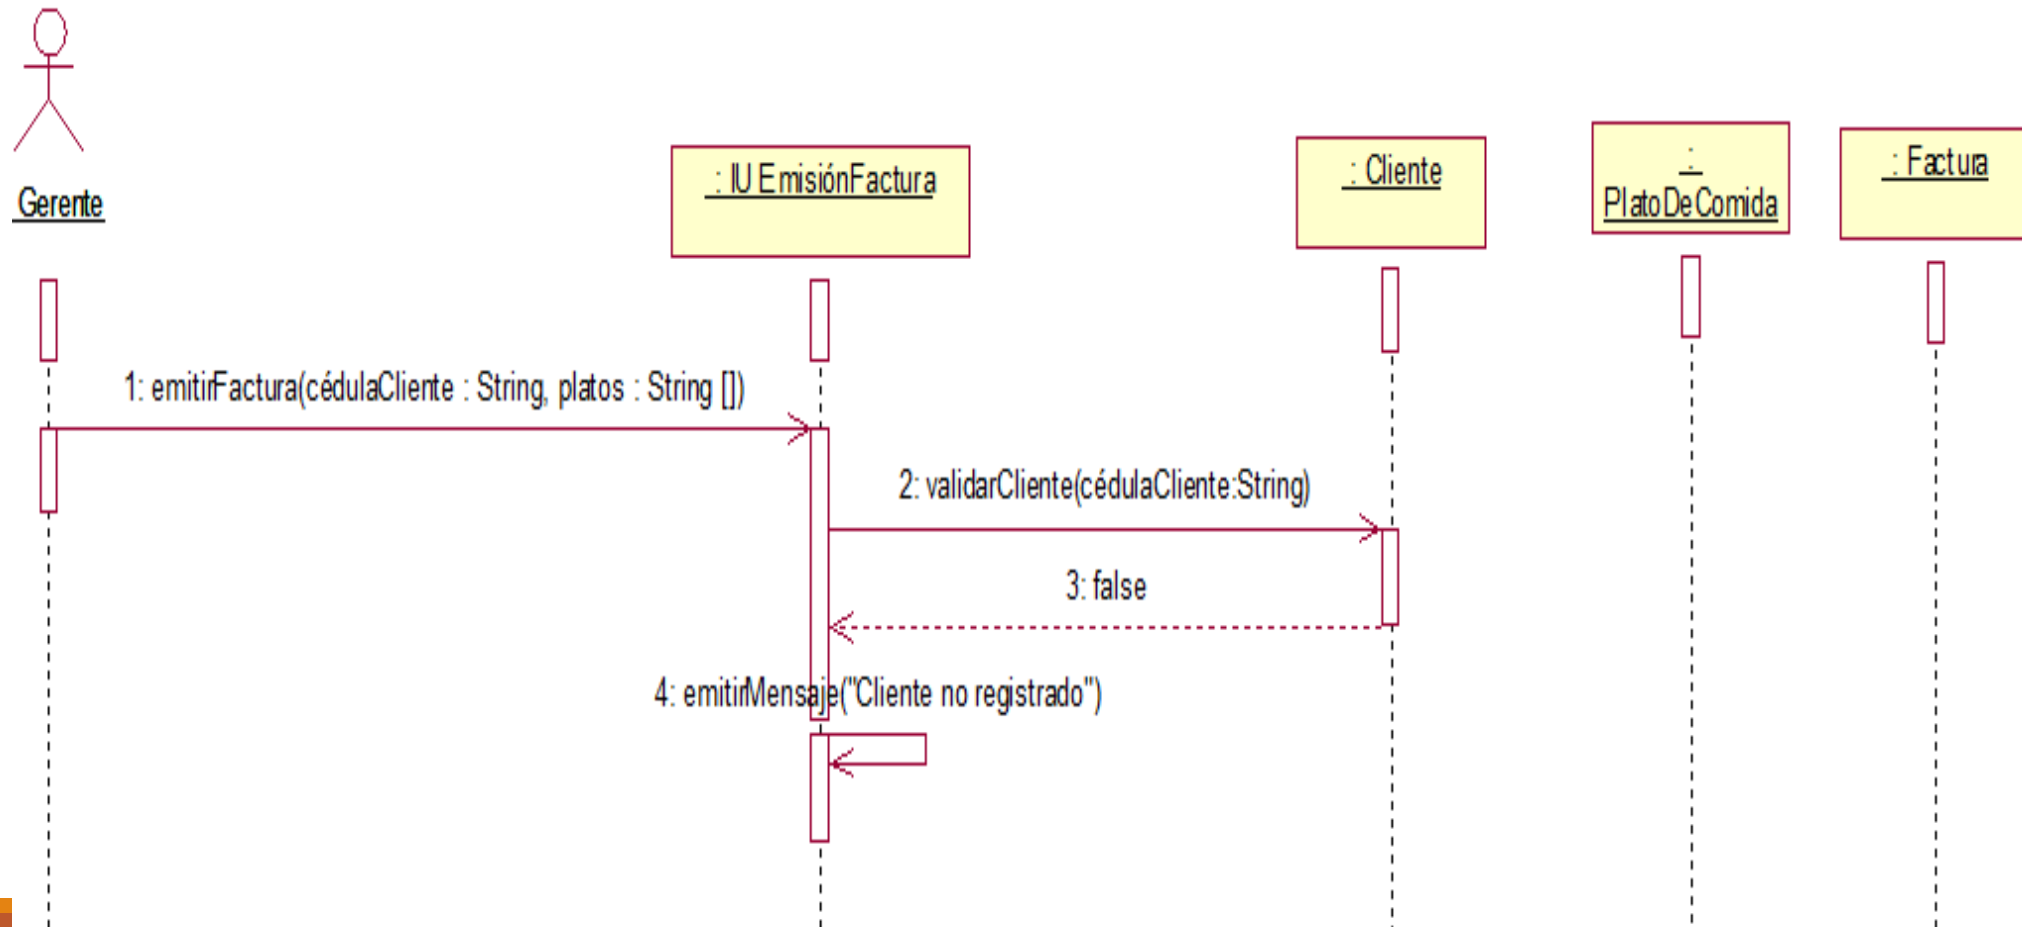 Gerente
: IU EmisiónFactura
: Cliente
:
PlatoDeComida
: Factura
1: emitirFactura(cédulaCliente : String, platos : String [])
2: validarCliente(cédulaCliente:String)
3: false
4: emitirMensaje("Cliente no registrado")